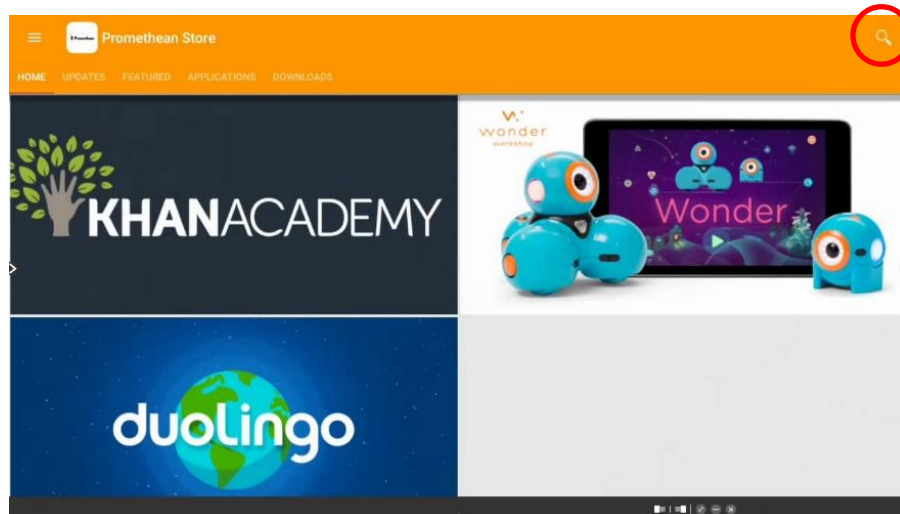 Promethean Store
HOME UPDATES FEATURED APPLICATIONS DOWNLOADS
KHANACADEMY
wonder
workshop
Wonder
duolingo